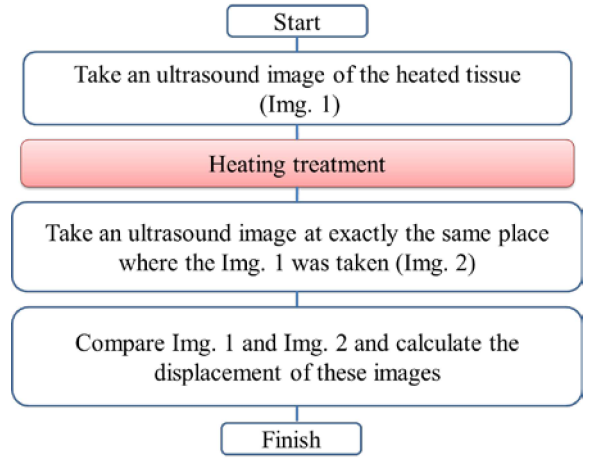 Start
Take an ultrasound image of the heated tissue
(Img. 1)
Heating treatment
Take an ultrasound image at exactly the same place
where the Img. 1 was taken (Img. 2)
Compare Img. 1 and Img. 2 and calculate the
displacement of these images
Finish